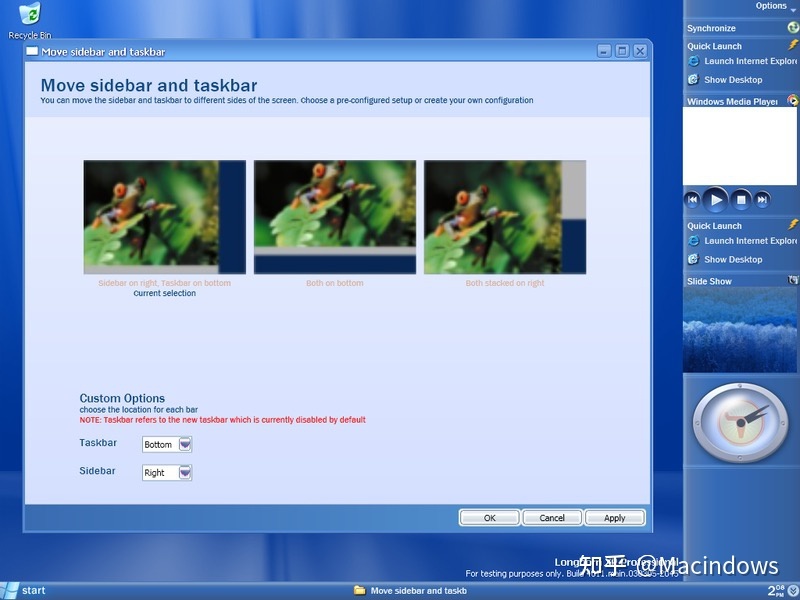 Recycle Bin
Move sidebar and taskbar
Move sidebar and taskbar
You can move the sidebar and taskbar to different sides of the screen. Choose a pre-configured setup or create your own configuration
Sidebar on right, Taskbar on bottom
Current selection
Both on bottom
Both stacked on right
Custom Options
choose the location for each bar
NOTE: Taskbar refers to the new taskbar which is currently disabled by default
Taskbar
Bottom
Sidebar
Right
OK
Cancel
Apply
Options
Synchronize
Quick Launch
Launch Internet Explore
Show Desktop
Windows Media Player
Quick Launch
Launch Internet Explore
Show Desktop
Slide Show
知乎 @Macindows
For testing purposes only. Build
start
Move sidebar and taskb
2 08 PM